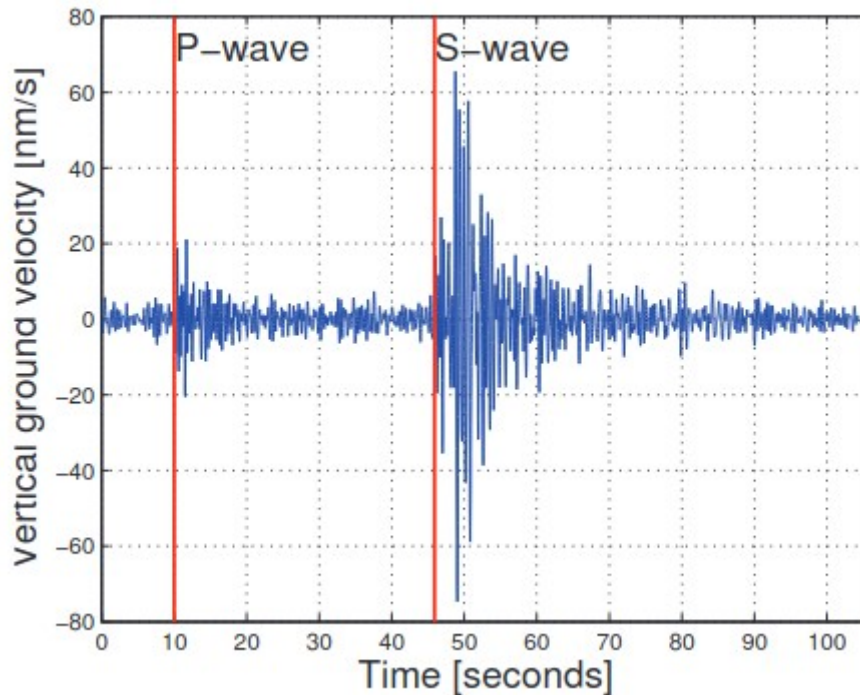 80
P–wave
S–wave
60
40
20
0
−20
−40
−60
−80
vertical ground velocity [nm/s]
0 10 20 30 40 50 60 70 80 90 100
Time [seconds]